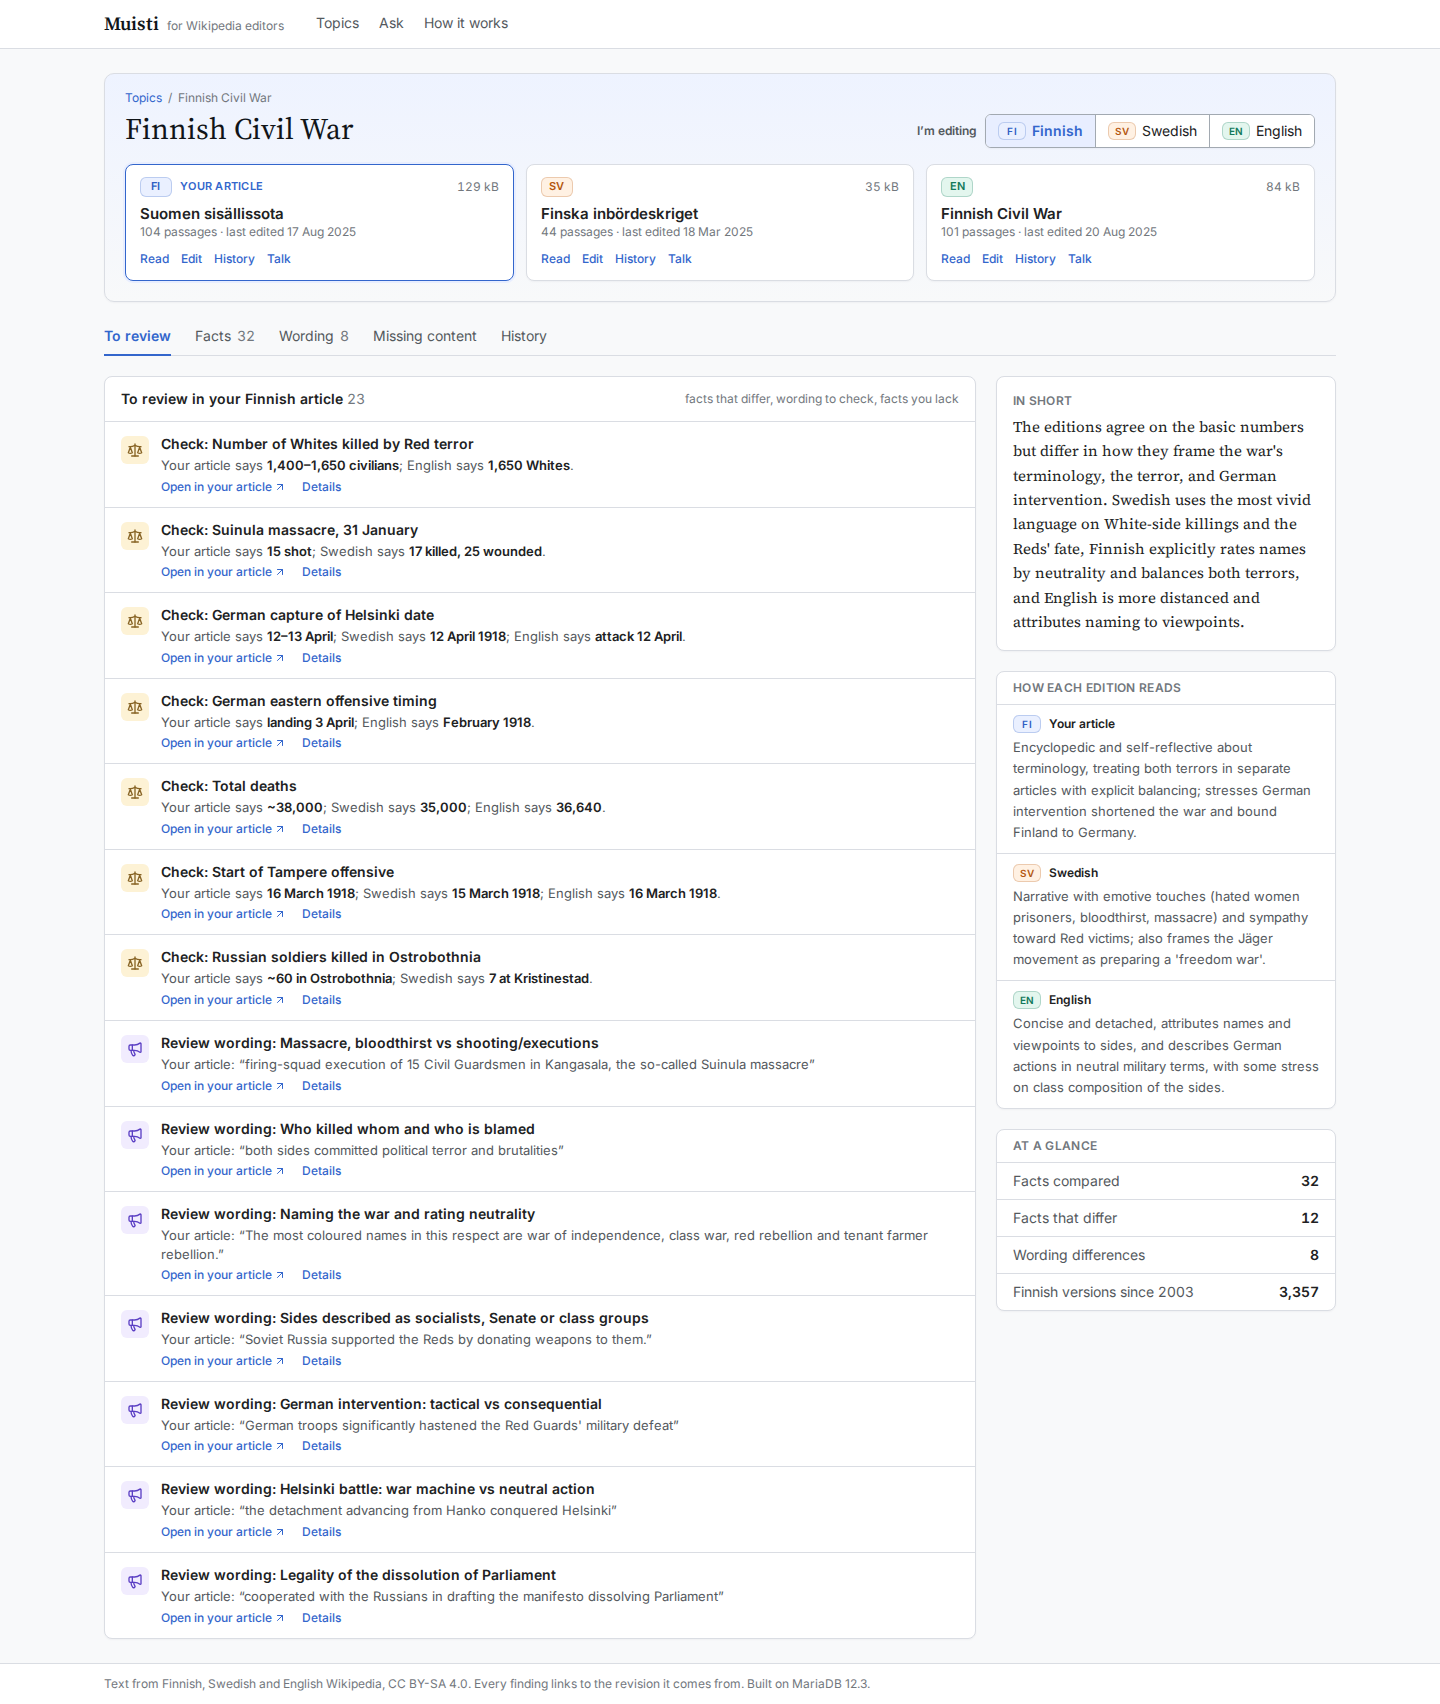 Muisti for Wikipedia editors Topics Ask How it works
Topics / Finnish Civil War
Finnish Civil War
I'm editing FI Finnish SV Swedish EN English
FI YOUR ARTICLE 129 kB
Suomen sisällissota
104 passages · last edited 17 Aug 2025
Read Edit History Talk
SV 35 kB
Finska inbördeskriget
44 passages · last edited 18 Mar 2025
Read Edit History Talk
EN 84 kB
Finnish Civil War
101 passages · last edited 20 Aug 2025
Read Edit History Talk
To review Facts 32 Wording 8 Missing content History
To review in your Finnish article 23 facts that differ, wording to check, facts you lack
Check: Number of Whites killed by Red terror
Your article says 1,400–1,650 civilians; English says 1,650 Whites.
Open in your article ↗ Details
Check: Suinula massacre, 31 January
Your article says 15 shot; Swedish says 17 killed, 25 wounded.
Open in your article ↗ Details
Check: German capture of Helsinki date
Your article says 12–13 April; Swedish says 12 April 1918; English says attack 12 April.
Open in your article ↗ Details
Check: German eastern offensive timing
Your article says landing 3 April; English says February 1918.
Open in your article ↗ Details
Check: Total deaths
Your article says ~38,000; Swedish says 35,000; English says 36,640.
Open in your article ↗ Details
Check: Start of Tampere offensive
Your article says 16 March 1918; Swedish says 15 March 1918; English says 16 March 1918.
Open in your article ↗ Details
Check: Russian soldiers killed in Ostrobothnia
Your article says ~60 in Ostrobothnia; Swedish says 7 at Kristinestad.
Open in your article ↗ Details
Review wording: Massacre, bloodthirst vs shooting/executions
Your article: “firing-squad execution of 15 Civil Guardsmen in Kangasala, the so-called Suinula massacre”
Open in your article ↗ Details
Review wording: Who killed whom and who is blamed
Your article: “both sides committed political terror and brutalities”
Open in your article ↗ Details
Review wording: Naming the war and rating neutrality
Your article: “The most coloured names in this respect are war of independence, class war, red rebellion and tenant farmer
rebellion.”
Open in your article ↗ Details
Review wording: Sides described as socialists, Senate or class groups
Your article: “Soviet Russia supported the Reds by donating weapons to them.”
Open in your article ↗ Details
Review wording: German intervention: tactical vs consequential
Your article: “German troops significantly hastened the Red Guards' military defeat”
Open in your article ↗ Details
Review wording: Helsinki battle: war machine vs neutral action
Your article: “the detachment advancing from Hanko conquered Helsinki”
Open in your article ↗ Details
Review wording: Legality of the dissolution of Parliament
Your article: “cooperated with the Russians in drafting the manifesto dissolving Parliament”
Open in your article ↗ Details
IN SHORT
The editions agree on the basic numbers
but differ in how they frame the war's
terminology, the terror, and German
intervention. Swedish uses the most vivid
language on White-side killings and the
Reds' fate, Finnish explicitly rates names
by neutrality and balances both terrors,
and English is more distanced and
attributes naming to viewpoints.
HOW EACH EDITION READS
FI Your article
Encyclopedic and self-reflective about
terminology, treating both terrors in separate
articles with explicit balancing; stresses German
intervention shortened the war and bound
Finland to Germany.
SV Swedish
Narrative with emotive touches (hated women
prisoners, bloodthirst, massacre) and sympathy
toward Red victims; also frames the Jäger
movement as preparing a 'freedom war'.
EN English
Concise and detached, attributes names and
viewpoints to sides, and describes German
actions in neutral military terms, with some stress
on class composition of the sides.
AT A GLANCE
Facts compared 32
Facts that differ 12
Wording differences 8
Finnish versions since 2003 3,357
Text from Finnish, Swedish and English Wikipedia, CC BY-SA 4.0. Every finding links to the revision it comes from. Built on MariaDB 12.3.